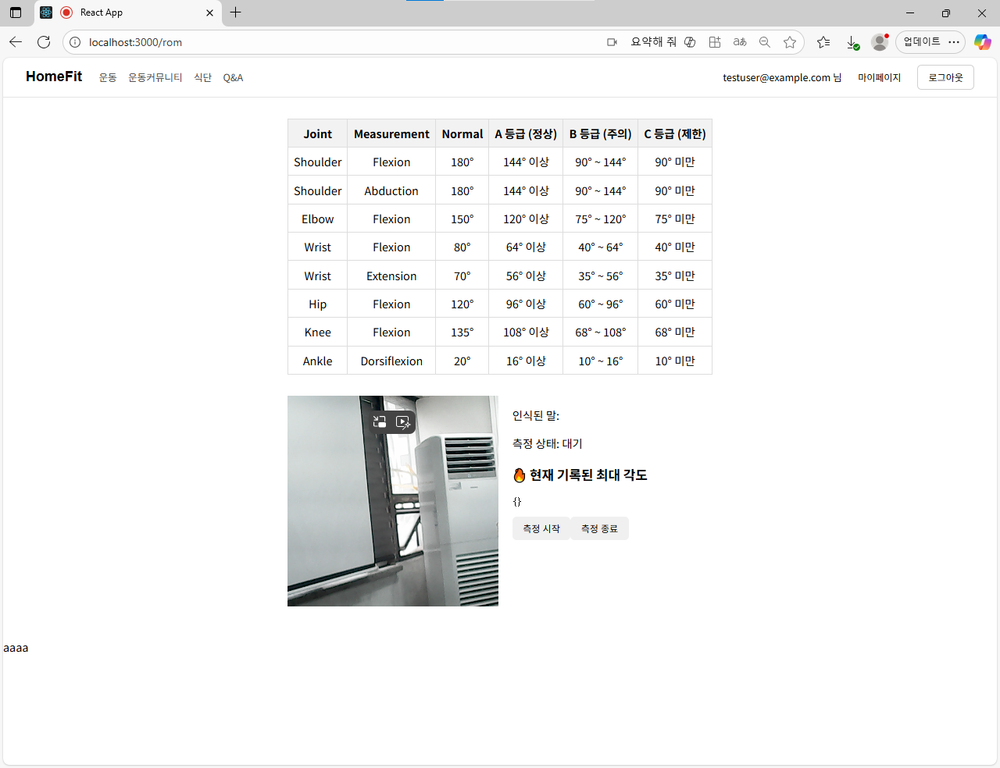 React App
localhost:3000/rom
요약해 줘
aあ
업데이트
HomeFit 운동 운동커뮤니티 식단 Q&A testuser@example.com 님 마이페이지 로그아웃
Joint Measurement Normal A 등급 (정상) B 등급 (주의) C 등급 (제한)
Shoulder Flexion 180° 144° 이상 90° ~ 144° 90° 미만
Shoulder Abduction 180° 144° 이상 90° ~ 144° 90° 미만
Elbow Flexion 150° 120° 이상 75° ~ 120° 75° 미만
Wrist Flexion 80° 64° 이상 40° ~ 64° 40° 미만
Wrist Extension 70° 56° 이상 35° ~ 56° 35° 미만
Hip Flexion 120° 96° 이상 60° ~ 96° 60° 미만
Knee Flexion 135° 108° 이상 68° ~ 108° 68° 미만
Ankle Dorsiflexion 20° 16° 이상 10° ~ 16° 10° 미만
인식된 말:
측정 상태: 대기
🔥 현재 기록된 최대 각도
{}
측정 시작 측정 종료
aaaa